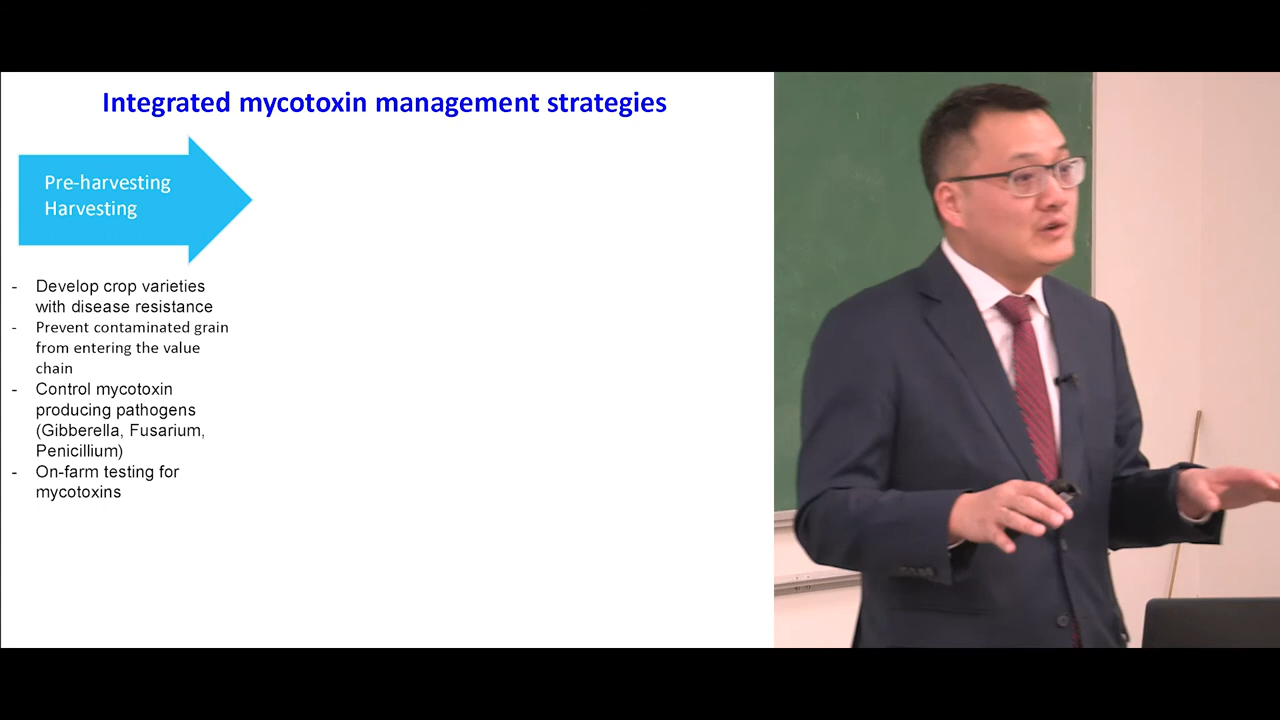 Integrated mycotoxin management strategies
Pre-harvesting
Harvesting
- Develop crop varieties
with disease resistance
- Prevent contaminated grain
from entering the value
chain
- Control mycotoxin
producing pathogens
(Gibberella, Fusarium,
Penicillium)
- On-farm testing for
mycotoxins